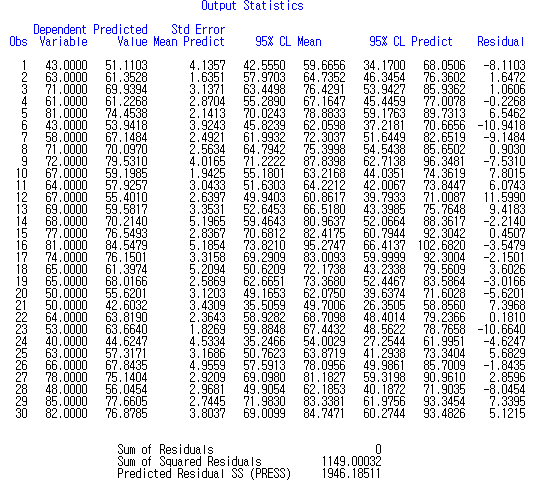 Output Statistics
Dependent Predicted Std Error
Obs Variable Value Mean Predict 95% CL Mean 95% CL Predict Residual
1 43.0000 51.1103 4.1357 42.5550 59.6656 34.1700 68.0506 -8.1103
2 63.0000 61.3528 1.6351 57.9703 64.7352 46.3454 76.3602 1.6472
3 71.0000 69.9394 3.1371 63.4498 76.4291 53.9427 85.9362 1.0606
4 61.0000 61.2268 2.8704 55.2890 67.1647 45.4459 77.0078 -0.2268
5 81.0000 74.4538 2.1413 70.0243 78.8833 59.1763 89.7313 6.5462
6 43.0000 53.9418 3.9243 45.8239 62.0598 37.2181 70.6656 -10.9418
7 58.0000 67.1484 2.4921 61.9932 72.3037 51.6449 82.6519 -9.1484
8 71.0000 70.0970 2.5634 64.7942 75.3998 54.5438 85.6502 0.9030
9 72.0000 79.5310 4.0165 71.2222 87.8398 62.7138 96.3481 -7.5310
10 67.0000 59.1985 1.9425 55.1801 63.2168 44.0351 74.3619 7.8015
11 64.0000 57.9257 3.0433 51.6303 64.2212 42.0067 73.8447 6.0743
12 67.0000 55.4010 2.6397 49.9403 60.8617 39.7933 71.0087 11.5990
13 69.0000 59.5817 3.3531 52.6453 66.5180 43.3985 75.7648 9.4183
14 68.0000 70.2140 5.1965 59.4643 80.9637 52.0664 88.3617 -2.2140
15 77.0000 76.5493 2.8367 70.6812 82.4175 60.7944 92.3042 0.4507
16 81.0000 84.5479 5.1854 73.8210 95.2747 66.4137 102.6820 -3.5479
17 74.0000 76.1501 3.3158 69.2909 83.0093 59.9999 92.3004 -2.1501
18 65.0000 61.3974 5.2094 50.6209 72.1738 43.2338 79.5609 3.6026
19 65.0000 68.0166 2.5869 62.6651 73.3680 52.4467 83.5864 -3.0166
20 50.0000 55.6201 3.1203 49.1653 62.0750 39.6374 71.6028 -5.6201
21 50.0000 42.6032 3.4309 35.5059 49.7006 26.3505 58.8560 7.3968
22 64.0000 63.8190 2.3643 58.9282 68.7098 48.4014 79.2366 0.1810
23 53.0000 63.6640 1.8269 59.8848 67.4432 48.5622 78.7658 -10.6640
24 40.0000 44.6247 4.5334 35.2466 54.0029 27.2544 61.9951 -4.6247
25 63.0000 57.3171 3.1686 50.7623 63.8719 41.2938 73.3404 5.6829
26 66.0000 67.8435 4.9559 57.5913 78.0956 49.9861 85.7009 -1.8435
27 78.0000 75.1404 2.9209 69.0980 81.1827 59.3198 90.9610 2.8596
28 48.0000 56.0454 2.9681 49.9054 62.1853 40.1872 71.9035 -8.0454
29 85.0000 77.6605 2.7445 71.9830 83.3381 61.9756 93.3454 7.3395
30 82.0000 76.8785 3.8037 69.0099 84.7471 60.2744 93.4826 5.1215
Sum of Residuals 0
Sum of Squared Residuals 1149.00032
Predicted Residual SS (PRESS) 1946.18511